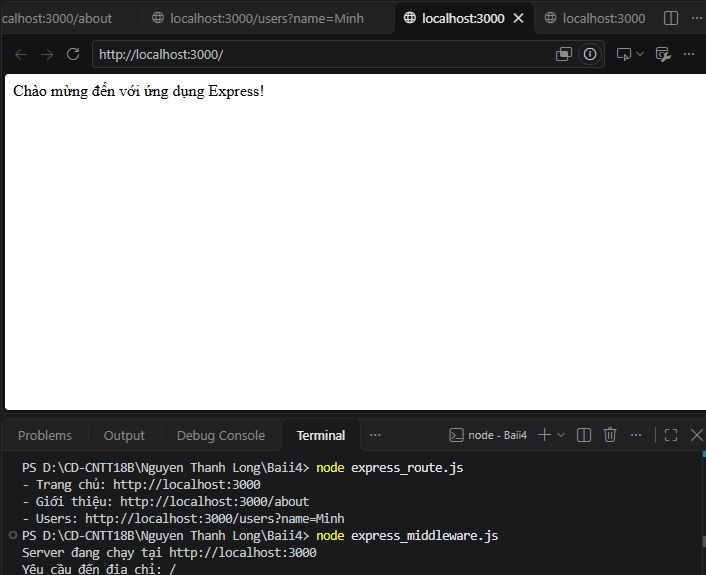 calhost:3000/about localhost:3000/users?name=Minh localhost:3000 localhost:3000
http://localhost:3000/
Chào mừng đến với ứng dụng Express!
Problems Output Debug Console Terminal node - Baii4
PS D:\CD-CNTT18B\Nguyen Thanh Long\Baii4> node express_route.js
- Trang chủ: http://localhost:3000
- Giới thiệu: http://localhost:3000/about
- Users: http://localhost:3000/users?name=Minh
PS D:\CD-CNTT18B\Nguyen Thanh Long\Baii4> node express_middleware.js
Server đang chạy tại http://localhost:3000
Yêu cầu đến địa chỉ: /